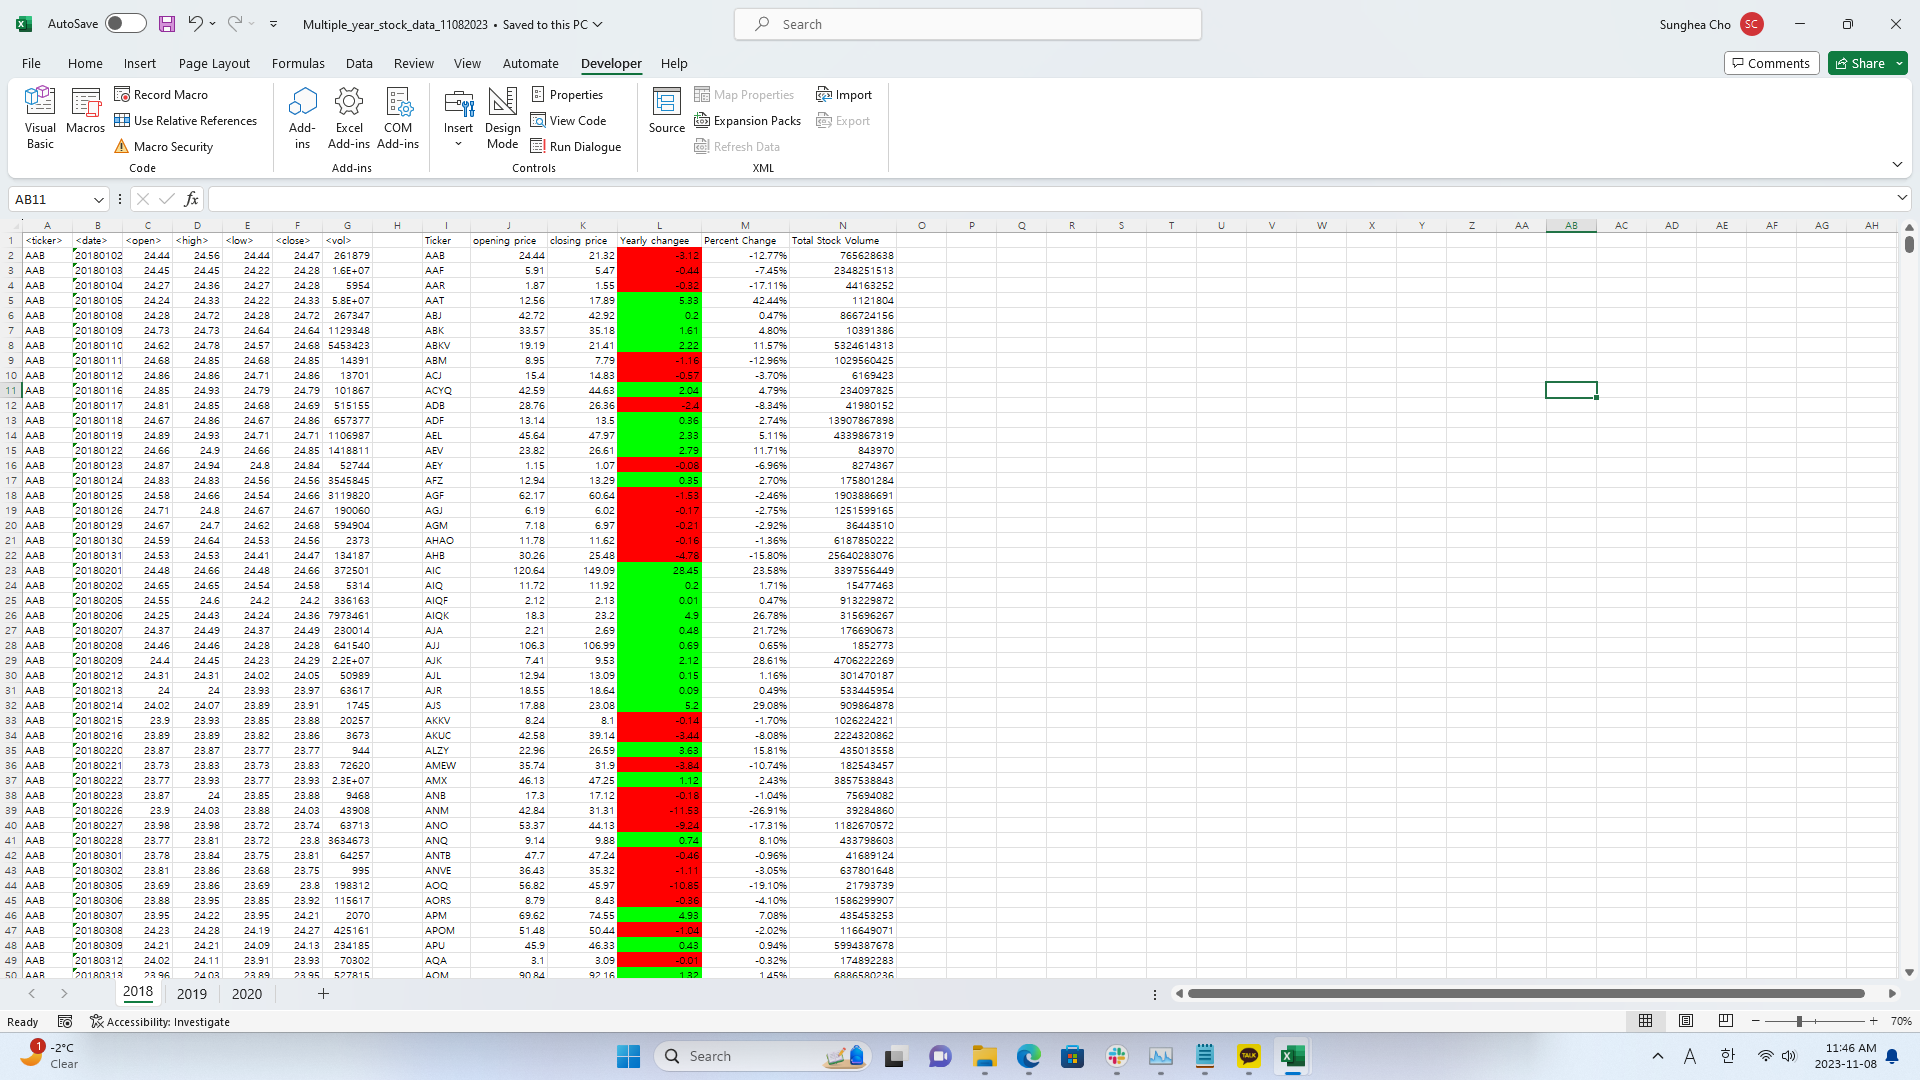 AutoSave Multiple_year_stock_data_11082023 • Saved to this PC Search Sunghea Cho SC
File Home Insert Page Layout Formulas Data Review View Automate Developer Help Comments Share
Visual Basic Macros Record Macro Use Relative References Macro Security Code
Add-ins Excel Add-ins COM Add-ins Add-ins
Insert Design Mode Properties View Code Run Dialogue Controls
Source Map Properties Expansion Packs Refresh Data Import Export XML
AB11 fx
A B C D E F G H I J K L M N O P Q R S T U V W X Y Z AA AB AC AD AE AF AG AH
1 <ticker> <date> <open> <high> <low> <close> <vol> Ticker opening price closing price Yearly changee Percent Change Total Stock Volume
2 AAB 20180102 24.44 24.56 24.44 24.47 261879 AAB 24.44 21.32 -3.12 -12.77% 765628638
3 AAB 20180103 24.45 24.45 24.22 24.28 1.6E+07 AAF 5.91 5.47 -0.44 -7.45% 2348251513
4 AAB 20180104 24.27 24.36 24.27 24.28 5954 AAR 1.87 1.55 -0.32 -17.11% 44163252
5 AAB 20180105 24.24 24.33 24.22 24.33 5.8E+07 AAT 12.56 17.89 5.33 42.44% 1121804
6 AAB 20180108 24.28 24.72 24.28 24.72 267347 ABJ 42.72 42.92 0.2 0.47% 866724156
7 AAB 20180109 24.73 24.73 24.64 24.64 1129348 ABK 33.57 35.18 1.61 4.80% 10391386
8 AAB 20180110 24.62 24.78 24.57 24.68 5453423 ABKV 19.19 21.41 2.22 11.57% 5324614313
9 AAB 20180111 24.68 24.85 24.68 24.85 14391 ABM 8.95 7.79 -1.16 -12.96% 1029560425
10 AAB 20180112 24.86 24.86 24.71 24.86 13701 ACJ 15.4 14.83 -0.57 -3.70% 6169423
11 AAB 20180116 24.85 24.93 24.79 24.79 101867 ACYQ 42.59 44.63 2.04 4.79% 234097825
12 AAB 20180117 24.81 24.85 24.68 24.69 515155 ADB 28.76 26.36 -2.4 -8.34% 41980152
13 AAB 20180118 24.67 24.86 24.67 24.86 657377 ADF 13.14 13.5 0.36 2.74% 13907867898
14 AAB 20180119 24.89 24.93 24.71 24.71 1106987 AEL 45.64 47.97 2.33 5.11% 4339867319
15 AAB 20180122 24.66 24.9 24.66 24.85 1418811 AEV 23.82 26.61 2.79 11.71% 843970
16 AAB 20180123 24.87 24.94 24.8 24.84 52744 AEY 1.15 1.07 -0.08 -6.96% 8274367
17 AAB 20180124 24.83 24.83 24.56 24.56 3545845 AFZ 12.94 13.29 0.35 2.70% 175801284
18 AAB 20180125 24.58 24.66 24.54 24.66 3119820 AGF 62.17 60.64 -1.53 -2.46% 1903886691
19 AAB 20180126 24.71 24.8 24.67 24.67 190060 AGJ 6.19 6.02 -0.17 -2.75% 1251599165
20 AAB 20180129 24.67 24.7 24.62 24.68 594904 AGM 7.18 6.97 -0.21 -2.92% 36443510
21 AAB 20180130 24.59 24.64 24.53 24.56 2373 AHAO 11.78 11.62 -0.16 -1.36% 6187850222
22 AAB 20180131 24.53 24.53 24.41 24.47 134187 AHB 30.26 25.48 -4.78 -15.80% 25640283076
23 AAB 20180201 24.48 24.66 24.48 24.66 372501 AIC 120.64 149.09 28.45 23.58% 3397556449
24 AAB 20180202 24.65 24.65 24.54 24.58 5314 AIQ 11.72 11.92 0.2 1.71% 15477463
25 AAB 20180205 24.55 24.6 24.2 24.2 336163 AIQF 2.12 2.13 0.01 0.47% 913229872
26 AAB 20180206 24.25 24.43 24.24 24.36 7973461 AIQK 18.3 23.2 4.9 26.78% 315696267
27 AAB 20180207 24.37 24.49 24.37 24.49 230014 AJA 2.21 2.69 0.48 21.72% 176690673
28 AAB 20180208 24.46 24.46 24.28 24.28 641540 AJJ 106.3 106.99 0.69 0.65% 1852773
29 AAB 20180209 24.4 24.45 24.23 24.29 2.2E+07 AJK 7.41 9.53 2.12 28.61% 4706222269
30 AAB 20180212 24.31 24.31 24.02 24.05 50989 AJL 12.94 13.09 0.15 1.16% 301470187
31 AAB 20180213 24 24 23.93 23.97 63617 AJR 18.55 18.64 0.09 0.49% 533445954
32 AAB 20180214 24.02 24.07 23.89 23.91 1745 AJS 17.88 23.08 5.2 29.08% 909864878
33 AAB 20180215 23.9 23.93 23.85 23.88 20257 AKKV 8.24 8.1 -0.14 -1.70% 1026224221
34 AAB 20180216 23.89 23.89 23.82 23.86 3673 AKUC 42.58 39.14 -3.44 -8.08% 2224320862
35 AAB 20180220 23.87 23.87 23.77 23.77 944 ALZY 22.96 26.59 3.63 15.81% 435013558
36 AAB 20180221 23.73 23.83 23.73 23.83 72620 AMEW 35.74 31.9 -3.84 -10.74% 182543457
37 AAB 20180222 23.77 23.93 23.77 23.93 2.3E+07 AMX 46.13 47.25 1.12 2.43% 3857538843
38 AAB 20180223 23.87 24 23.85 23.88 9468 ANB 17.3 17.12 -0.18 -1.04% 75694082
39 AAB 20180226 23.9 24.03 23.88 24.03 43908 ANM 42.84 31.31 -11.53 -26.91% 39284860
40 AAB 20180227 23.98 23.98 23.72 23.74 63713 ANO 53.37 44.13 -9.24 -17.31% 1182670572
41 AAB 20180228 23.77 23.81 23.72 23.8 3634673 ANQ 9.14 9.88 0.74 8.10% 433798603
42 AAB 20180301 23.78 23.84 23.75 23.81 64257 ANTB 47.7 47.24 -0.46 -0.96% 41689124
43 AAB 20180302 23.81 23.86 23.68 23.75 995 ANVE 36.43 35.32 -1.11 -3.05% 637801648
44 AAB 20180305 23.69 23.86 23.69 23.8 198312 AOQ 56.82 45.97 -10.85 -19.10% 21793739
45 AAB 20180306 23.88 23.95 23.85 23.92 115617 AORS 8.79 8.43 -0.36 -4.10% 1586299907
46 AAB 20180307 23.95 24.22 23.95 24.21 2070 APM 69.62 74.55 4.93 7.08% 435453253
47 AAB 20180308 24.23 24.28 24.19 24.27 425161 APOM 51.48 50.44 -1.04 -2.02% 116649071
48 AAB 20180309 24.21 24.21 24.09 24.13 234185 APU 45.9 46.33 0.43 0.94% 5994387678
49 AAB 20180312 24.02 24.11 23.91 23.93 70302 AQA 3.1 3.09 -0.01 -0.32% 174892283
50 AAB 20180313 23.96 24.03 23.89 23.95 527815 AQM 90.84 92.16 1.32 1.45% 6886580236
2018 2019 2020
Ready Accessibility: Investigate 70%
1 -2°C Clear Search TALK A 한 11:46 AM 2023-11-08